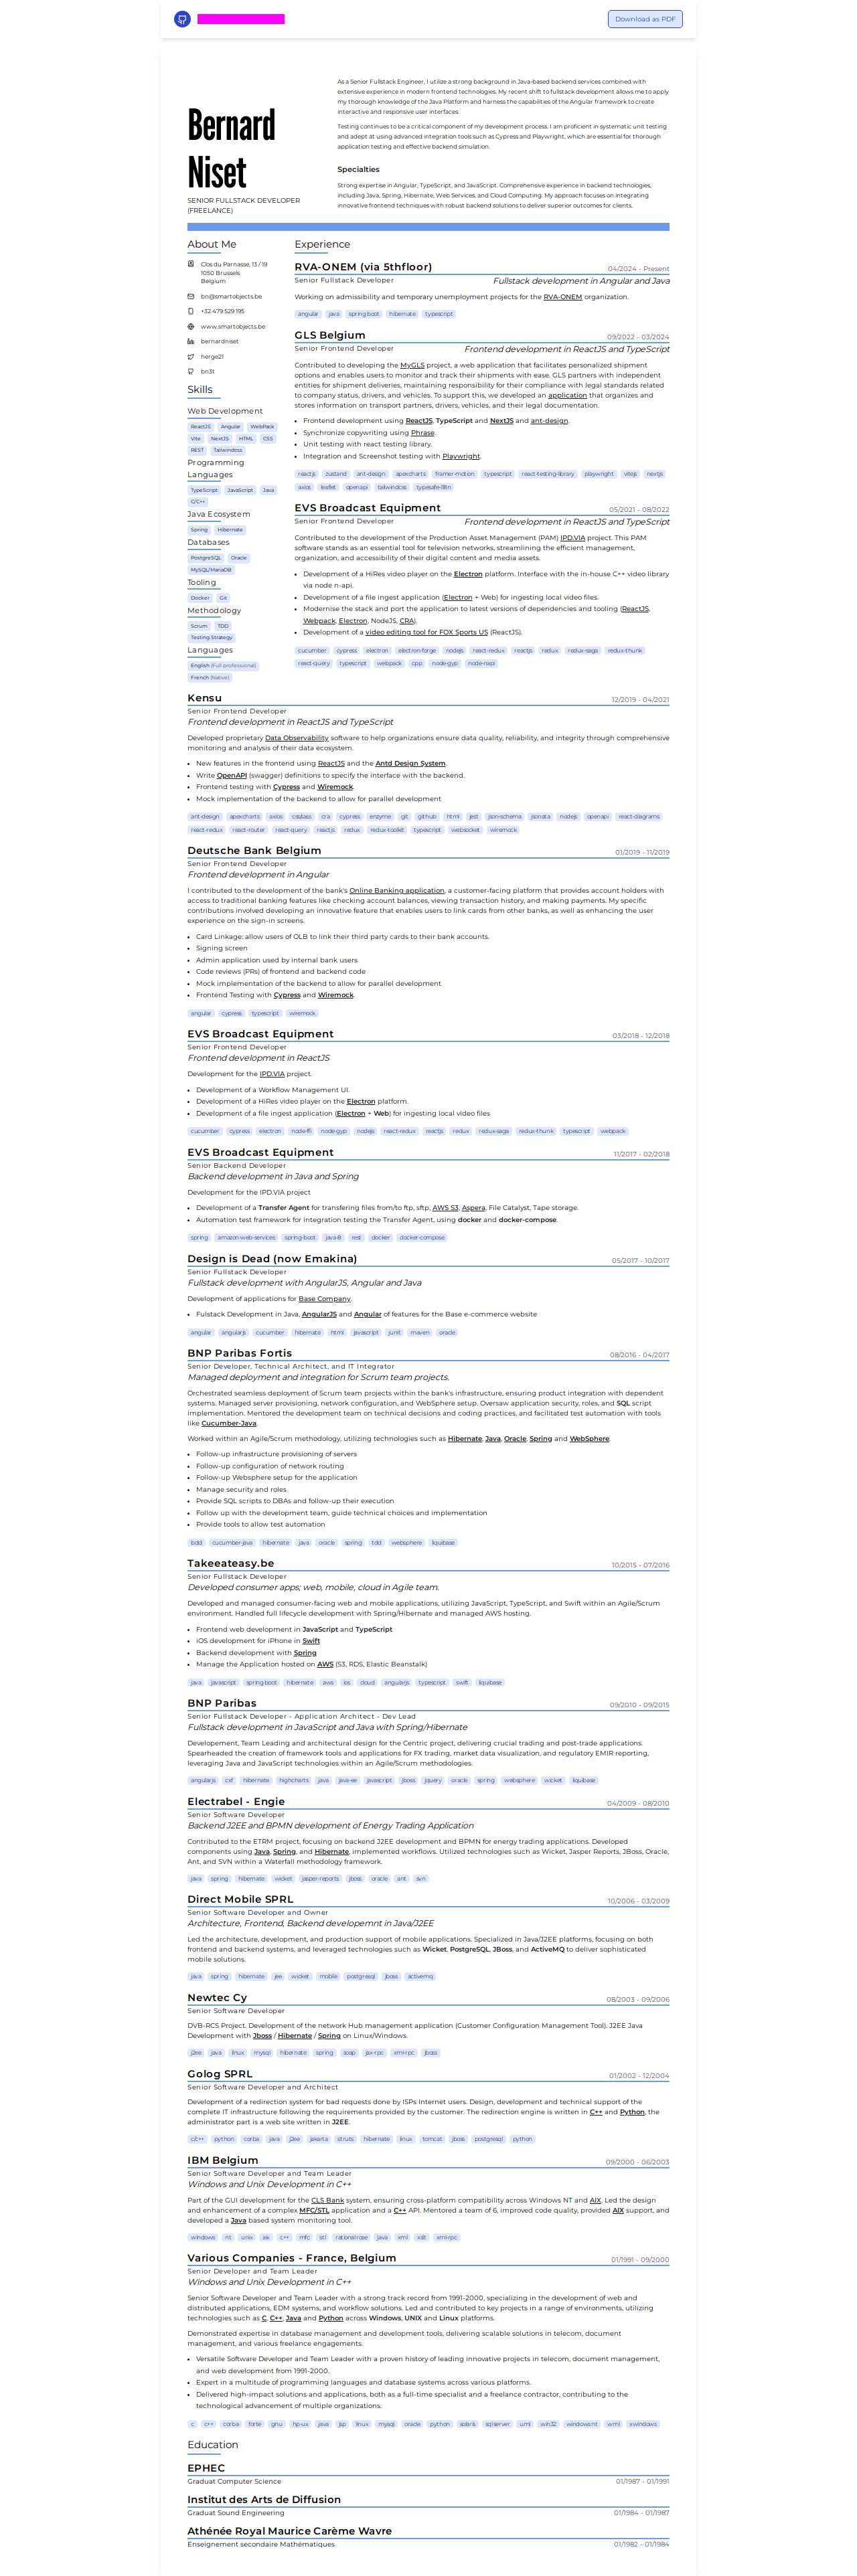 Download as PDF
Bernard
Niset
SENIOR FULLSTACK DEVELOPER
(FREELANCE)
As a Senior Fullstack Engineer, I utilize a strong background in Java-based backend services combined with
extensive experience in modern frontend technologies. My recent shift to fullstack development allows me to apply
my thorough knowledge of the Java Platform and harness the capabilities of the Angular framework to create
interactive and responsive user interfaces.
Testing continues to be a critical component of my development process. I am proficient in systematic unit testing
and adept at using advanced integration tools such as Cypress and Playwright, which are essential for thorough
application testing and effective backend simulation.
Specialties
Strong expertise in Angular, TypeScript, and JavaScript. Comprehensive experience in backend technologies,
including Java, Spring, Hibernate, Web Services, and Cloud Computing. My approach focuses on integrating
innovative frontend techniques with robust backend solutions to deliver superior outcomes for clients.
About Me
Clos du Parnasse, 13 / 19
1050 Brussels
Belgium
bn@smartobjects.be
+32 479 529 195
www.smartobjects.be
bernardniset
herge21
bn3t
Skills
Web Development
ReactJS Angular WebPack
Vite NextJS HTML CSS
REST Tailwindcss
Programming
Languages
TypeScript JavaScript Java
C/C++
Java Ecosystem
Spring Hibernate
Databases
PostgreSQL Oracle
MySQL/MariaDB
Tooling
Docker Git
Methodology
Scrum TDD
Testing Strategy
Languages
English (Full professional)
French (Native)
Experience
RVA-ONEM (via 5thfloor) 04/2024 - Present
Senior Fullstack Developer Fullstack development in Angular and Java
Working on admissibility and temporary unemployment projects for the RVA-ONEM organization.
angular java spring boot hibernate typescript
GLS Belgium 09/2022 - 03/2024
Senior Frontend Developer Frontend development in ReactJS and TypeScript
Contributed to developing the MyGLS project, a web application that facilitates personalized shipment
options and enables users to monitor and track their shipments with ease. GLS partners with independent
entities for shipment deliveries, maintaining responsibility for their compliance with legal standards related
to company status, drivers, and vehicles. To support this, we developed an application that organizes and
stores information on transport partners, drivers, vehicles, and their legal documentation.
• Frontend development using ReactJS, TypeScript and NextJS and ant-design.
• Synchronize copywriting using Phrase.
• Unit testing with react testing library.
• Integration and Screenshot testing with Playwright.
reactjs zustand ant-design apexcharts framer-motion typescript react-testing-library playwright vitejs nextjs
axios leaflet openapi tailwindcss typesafe-i18n
EVS Broadcast Equipment 05/2021 - 08/2022
Senior Frontend Developer Frontend development in ReactJS and TypeScript
Contributed to the development of the Production Asset Management (PAM) IPD.VIA project. This PAM
software stands as an essential tool for television networks, streamlining the efficient management,
organization, and accessibility of their digital content and media assets.
• Development of a HiRes video player on the Electron platform. Interface with the in-house C++ video library
via node n-api.
• Development of a file ingest application (Electron + Web) for ingesting local video files.
• Modernise the stack and port the application to latest versions of dependencies and tooling (ReactJS,
Webpack, Electron, NodeJS, CRA).
• Development of a video editing tool for FOX Sports US (ReactJS).
cucumber cypress electron electron-forge nodejs react-redux reactjs redux redux-saga redux-thunk
react-query typescript webpack cpp node-gyp node-napi
Kensu 12/2019 - 04/2021
Senior Frontend Developer
Frontend development in ReactJS and TypeScript
Developed proprietary Data Observability software to help organizations ensure data quality, reliability, and integrity through comprehensive
monitoring and analysis of their data ecosystem.
• New features in the frontend using ReactJS and the Antd Design System.
• Write OpenAPI (swagger) definitions to specify the interface with the backend.
• Frontend testing with Cypress and Wiremock.
• Mock implementation of the backend to allow for parallel development
ant-design apexcharts axios css/sass cra cypress enzyme git github html jest json-schema jsonata nodejs openapi react-diagrams
react-redux react-router react-query reactjs redux redux-toolkit typescript websocket wiremock
Deutsche Bank Belgium 01/2019 - 11/2019
Senior Frontend Developer
Frontend development in Angular
I contributed to the development of the bank's Online Banking application, a customer-facing platform that provides account holders with
access to traditional banking features like checking account balances, viewing transaction history, and making payments. My specific
contributions involved developing an innovative feature that enables users to link cards from other banks, as well as enhancing the user
experience on the sign-in screens.
• Card Linkage: allow users of OLB to link their third party cards to their bank accounts.
• Signing screen
• Admin application used by internal bank users
• Code reviews (PRs) of frontend and backend code
• Mock implementation of the backend to allow for parallel development
• Frontend Testing with Cypress and Wiremock.
angular cypress typescript wiremock
EVS Broadcast Equipment 03/2018 - 12/2018
Senior Frontend Developer
Frontend development in ReactJS
Development for the IPD.VIA project.
• Development of a Workflow Management UI.
• Development of a HiRes video player on the Electron platform.
• Development of a file ingest application (Electron + Web) for ingesting local video files
cucumber cypress electron node-ffi node-gyp nodejs react-redux reactjs redux redux-saga redux-thunk typescript webpack
EVS Broadcast Equipment 11/2017 - 02/2018
Senior Backend Developer
Backend development in Java and Spring
Development for the IPD.VIA project
• Development of a Transfer Agent for transfering files from/to ftp, sftp, AWS S3, Aspera, File Catalyst, Tape storage.
• Automation test framework for integration testing the Transfer Agent, using docker and docker-compose.
spring amazon-web-services spring-boot java-8 rest docker docker-compose
Design is Dead (now Emakina) 05/2017 - 10/2017
Senior Fullstack Developer
Fullstack development with AngularJS, Angular and Java
Development of applications for Base Company.
• Fulstack Development in Java, AngularJS and Angular of features for the Base e-commerce website
angular angularjs cucumber hibernate html javascript junit maven oracle
BNP Paribas Fortis 08/2016 - 04/2017
Senior Developer, Technical Architect, and IT Integrator
Managed deployment and integration for Scrum team projects.
Orchestrated seamless deployment of Scrum team projects within the bank's infrastructure, ensuring product integration with dependent
systems. Managed server provisioning, network configuration, and WebSphere setup. Oversaw application security, roles, and SQL script
implementation. Mentored the development team on technical decisions and coding practices, and facilitated test automation with tools
like Cucumber-Java.
Worked within an Agile/Scrum methodology, utilizing technologies such as Hibernate, Java, Oracle, Spring and WebSphere.
• Follow-up infrastructure provisioning of servers
• Follow-up configuration of network routing
• Follow-up Websphere setup for the application
• Manage security and roles
• Provide SQL scripts to DBAs and follow-up their execution
• Follow up with the development team, guide technical choices and implementation
• Provide tools to allow test automation
bdd cucumber-java hibernate java oracle spring tdd websphere liquibase
Takeeateasy.be 10/2015 - 07/2016
Senior Fullstack Developer
Developed consumer apps; web, mobile, cloud in Agile team.
Developed and managed consumer-facing web and mobile applications, utilizing JavaScript, TypeScript, and Swift within an Agile/Scrum
environment. Handled full lifecycle development with Spring/Hibernate and managed AWS hosting.
• Frontend web development in JavaScript and TypeScript
• iOS development for iPhone in Swift
• Backend development with Spring
• Manage the Application hosted on AWS (S3, RDS, Elastic Beanstalk)
java javascript spring boot hibernate aws ios cloud angularjs typescript swift liquibase
BNP Paribas 09/2010 - 09/2015
Senior Fullstack Developer - Application Architect - Dev Lead
Fullstack development in JavaScript and Java with Spring/Hibernate
Developement, Team Leading and architectural design for the Centric project, delivering crucial trading and post-trade applications.
Spearheaded the creation of framework tools and applications for FX trading, market data visualization, and regulatory EMIR reporting,
leveraging Java and JavaScript technologies within an Agile/Scrum methodologies.
angularjs cxf hibernate highcharts java java-ee javascript jboss jquery oracle spring websphere wicket liquibase
Electrabel - Engie 04/2009 - 08/2010
Senior Software Developer
Backend J2EE and BPMN development of Energy Trading Application
Contributed to the ETRM project, focusing on backend J2EE development and BPMN for energy trading applications. Developed
components using Java, Spring, and Hibernate, implemented workflows. Utilized technologies such as Wicket, Jasper Reports, JBoss, Oracle,
Ant, and SVN within a Waterfall methodology framework.
java spring hibernate wicket jasper-reports jboss oracle ant svn
Direct Mobile SPRL 10/2006 - 03/2009
Senior Software Developer and Owner
Architecture, Frontend, Backend developemnt in Java/J2EE
Led the architecture, development, and production support of mobile applications. Specialized in Java/J2EE platforms, focusing on both
frontend and backend systems, and leveraged technologies such as Wicket, PostgreSQL, JBoss, and ActiveMQ to deliver sophisticated
mobile solutions.
java spring hibernate jee wicket mobile postgresql jboss activemq
Newtec Cy 08/2003 - 09/2006
Senior Software Developer
DVB-RCS Project. Development of the network Hub management application (Customer Configuration Management Tool). J2EE Java
Development with Jboss / Hibernate / Spring on Linux/Windows.
j2ee java linux mysql hibernate spring soap jax-rpc xml-rpc jboss
Golog SPRL 01/2002 - 12/2004
Senior Software Developer and Architect
Development of a redirection system for bad requests done by ISPs Internet users. Design, development and technical support of the
complete IT infrastructure following the requirements provided by the customer. The redirection engine is written in C++ and Python, the
administrator part is a web site written in J2EE.
c/c++ python corba java j2ee jakarta struts hibernate linux tomcat jboss postgresql python
IBM Belgium 09/2000 - 06/2003
Senior Software Developer and Team Leader
Windows and Unix Development in C++
Part of the GUI development for the CLS Bank system, ensuring cross-platform compatibility across Windows NT and AIX. Led the design
and enhancement of a complex MFC/STL application and a C++ API. Mentored a team of 6, improved code quality, provided AIX support, and
developed a Java based system monitoring tool.
windows nt unix aix c++ mfc stl rational-rose java xml xslt xml-rpc
Various Companies - France, Belgium 01/1991 - 09/2000
Senior Developer and Team Leader
Windows and Unix Development in C++
Senior Software Developer and Team Leader with a strong track record from 1991-2000, specializing in the development of web and
distributed applications, EDM systems, and workflow solutions. Led and contributed to key projects in a range of environments, utilizing
technologies such as C, C++, Java and Python across Windows, UNIX and Linux platforms.
Demonstrated expertise in database management and development tools, delivering scalable solutions in telecom, document
management, and various freelance engagements.
• Versatile Software Developer and Team Leader with a proven history of leading innovative projects in telecom, document management,
and web development from 1991-2000.
• Expert in a multitude of programming languages and database systems across various platforms.
• Delivered high-impact solutions and applications, both as a full-time specialist and a freelance contractor, contributing to the
technological advancement of multiple organizations.
c c++ corba forte gnu hp-ux java jsp linux mysql oracle python solaris sqlserver uml win32 windows nt wml xwindows
Education
EPHEC
Graduat Computer Science 01/1987 - 01/1991
Institut des Arts de Diffusion
Graduat Sound Engineering 01/1984 - 01/1987
Athénée Royal Maurice Carème Wavre
Enseignement secondaire Mathématiques 01/1982 - 01/1984